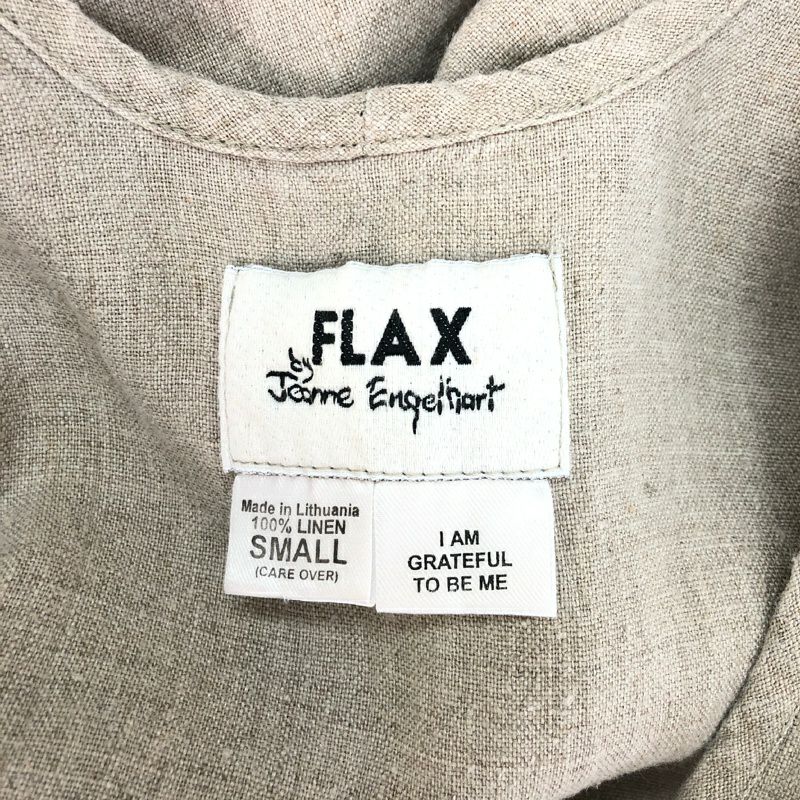 FLAX
by
Jeanne Engelhart
Made in Lithuania
100% LINEN
SMALL
(CARE OVER)
I AM
GRATEFUL
TO BE ME